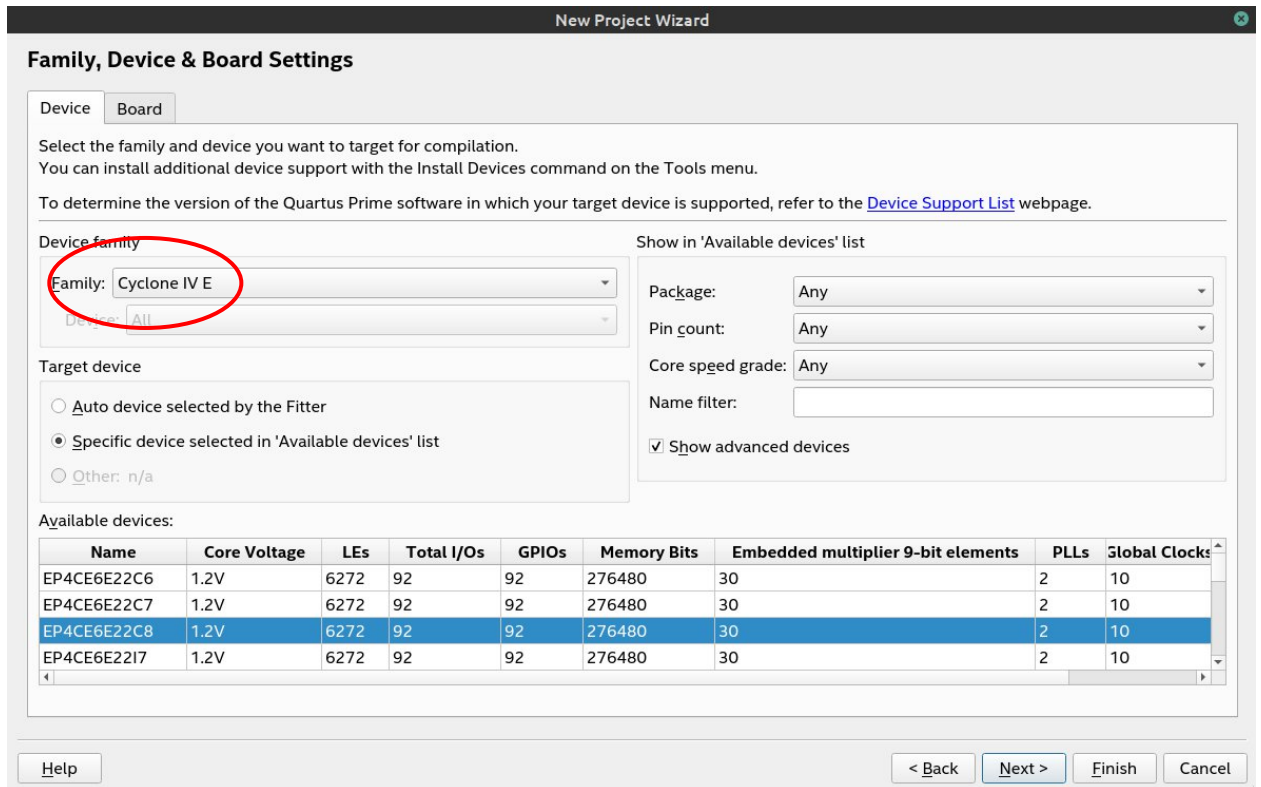 New Project Wizard
Family, Device & Board Settings
Device Board
Select the family and device you want to target for compilation.
You can install additional device support with the Install Devices command on the Tools menu.
To determine the version of the Quartus Prime software in which your target device is supported, refer to the Device Support List webpage.
Device family
Family: Cyclone IV E
Device: All
Target device
Auto device selected by the Fitter
Specific device selected in 'Available devices' list
Other: n/a
Show in 'Available devices' list
Package: Any
Pin count: Any
Core speed grade: Any
Name filter:
Show advanced devices
Available devices:
Name Core Voltage LEs Total I/Os GPIOs Memory Bits Embedded multiplier 9-bit elements PLLs Global Clocks
EP4CE6E22C6 1.2V 6272 92 92 276480 30 2 10
EP4CE6E22C7 1.2V 6272 92 92 276480 30 2 10
EP4CE6E22C8 1.2V 6272 92 92 276480 30 2 10
EP4CE6E22I7 1.2V 6272 92 92 276480 30 2 10
Help < Back Next > Finish Cancel